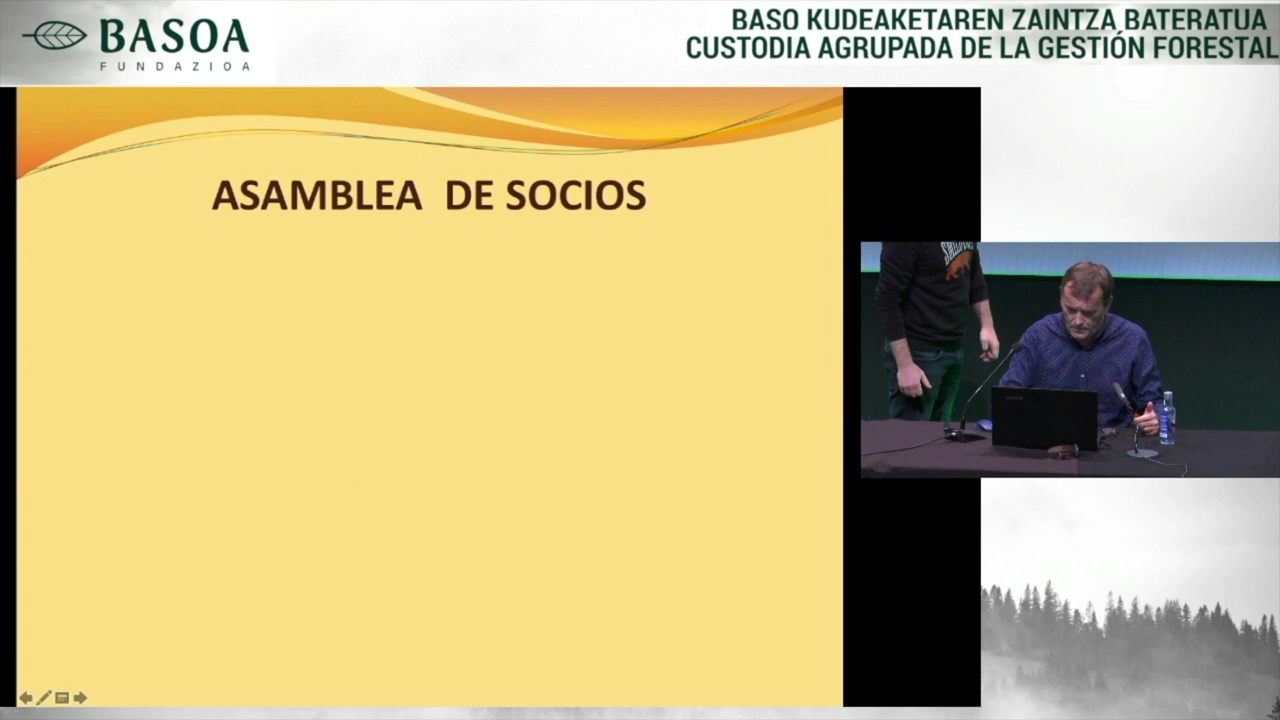 BASOA
FUNDAZIOA
BASO KUDEAKETAREN ZAINTZA BATERATUA
CUSTODIA AGRUPADA DE LA GESTIÓN FORESTAL
ASAMBLEA DE SOCIOS